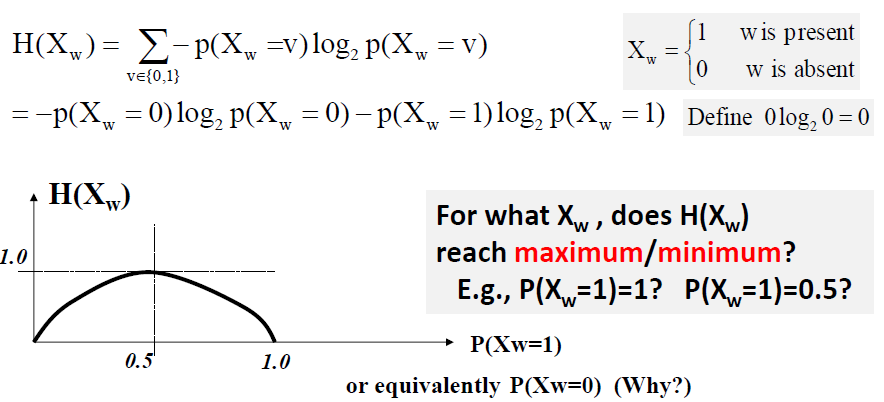 H(X_w) = ∑_{v∈{0,1}} − p(X_w =v) log₂ p(X_w = v)
X_w = { 1 w is present
0 w is absent
= −p(X_w = 0) log₂ p(X_w = 0) − p(X_w = 1) log₂ p(X_w = 1)
Define 0 log₂ 0 = 0
H(X_w)
For what X_w , does H(X_w)
reach maximum/minimum?
E.g., P(X_w=1)=1? P(X_w=1)=0.5?
1.0
P(Xw=1)
0.5
1.0
or equivalently P(Xw=0) (Why?)